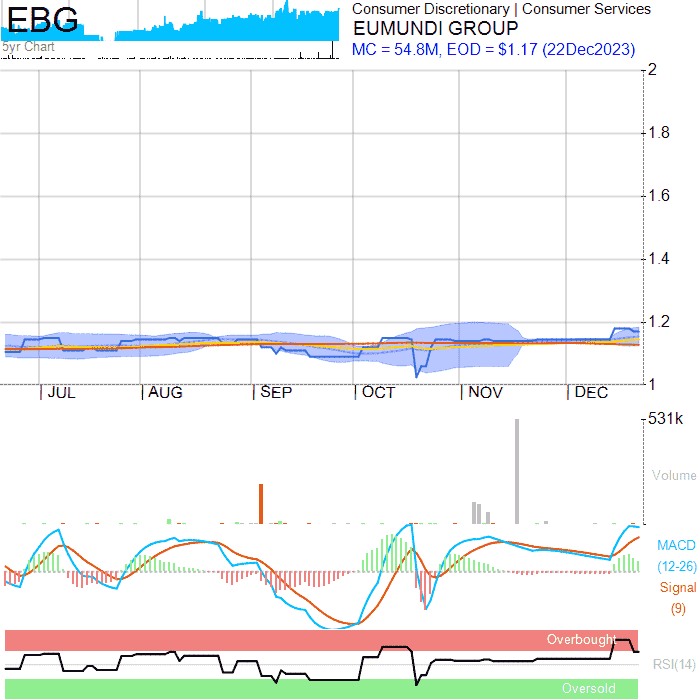 EBG
5yr Chart
Consumer Discretionary | Consumer Services
EUMUNDI GROUP
MC = 54.8M, EOD = $1.17 (22Dec2023)
2
1.8
1.6
1.4
1.2
1
JUL
AUG
SEP
OCT
NOV
DEC
531k
Volume
MACD
(12-26)
Signal
(9)
Overbought
RSI(14)
Oversold